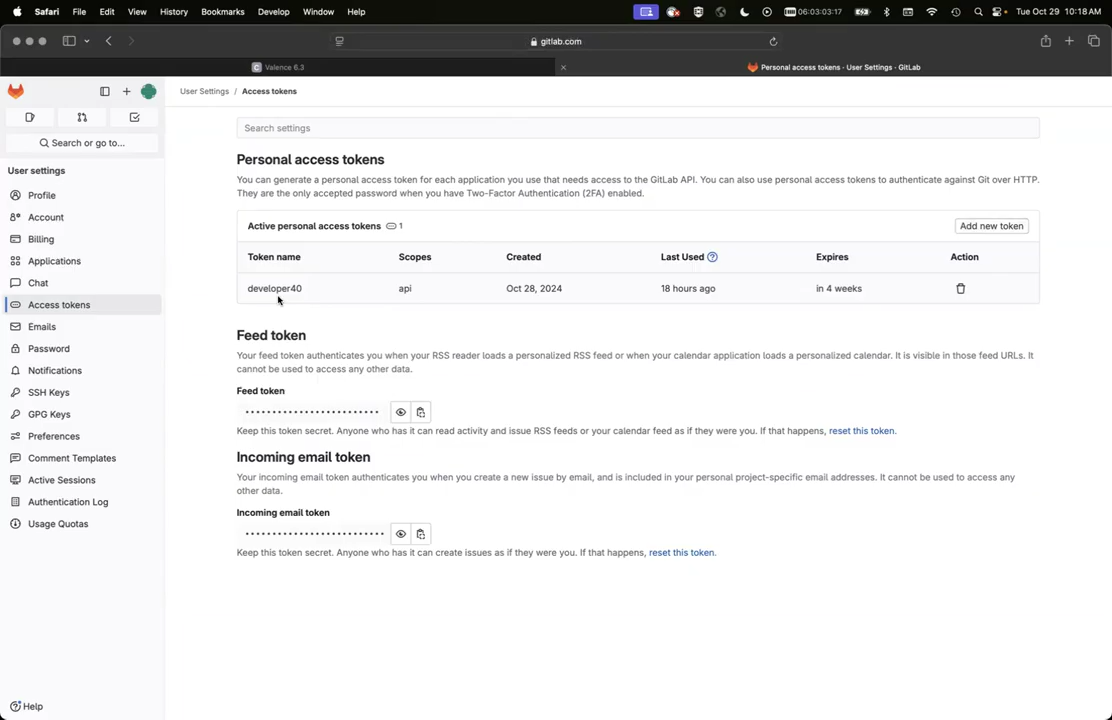 Safari File Edit View History Bookmarks Develop Window Help 06:03:03:17 Tue Oct 29 10:18 AM
gitlab.com
Valence 6.3
Personal access tokens · User Settings · GitLab
User Settings / Access tokens
Search or go to...
User settings
Profile
Account
Billing
Applications
Chat
Access tokens
Emails
Password
Notifications
SSH Keys
GPG Keys
Preferences
Comment Templates
Active Sessions
Authentication Log
Usage Quotas
Help
Search settings
Personal access tokens
You can generate a personal access token for each application you use that needs access to the GitLab API. You can also use personal access tokens to authenticate against Git over HTTP.
They are the only accepted password when you have Two-Factor Authentication (2FA) enabled.
Active personal access tokens 1 Add new token
Token name Scopes Created Last Used Expires Action
developer40 api Oct 28, 2024 18 hours ago in 4 weeks
Feed token
Your feed token authenticates you when your RSS reader loads a personalized RSS feed or when your calendar application loads a personalized calendar. It is visible in those feed URLs. It
cannot be used to access any other data.
Feed token
Keep this token secret. Anyone who has it can read activity and issue RSS feeds or your calendar feed as if they were you. If that happens, reset this token.
Incoming email token
Your incoming email token authenticates you when you create a new issue by email, and is included in your personal project-specific email addresses. It cannot be used to access any
other data.
Incoming email token
Keep this token secret. Anyone who has it can create issues as if they were you. If that happens, reset this token.